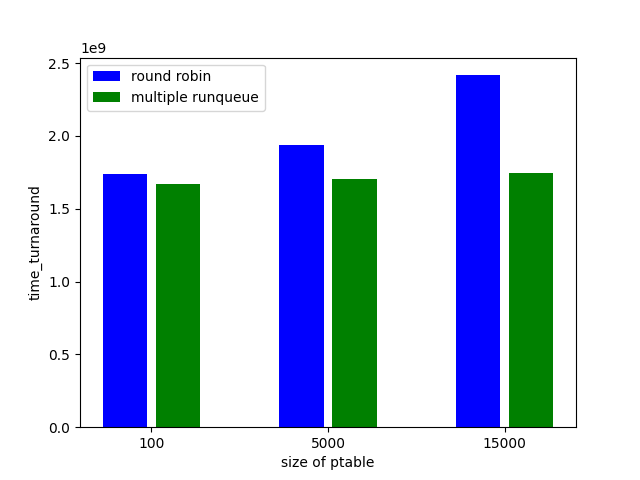 1e9
2.5
2.0
1.5
1.0
0.5
0.0
time_turnaround
round robin
multiple runqueue
100 5000 15000
size of ptable